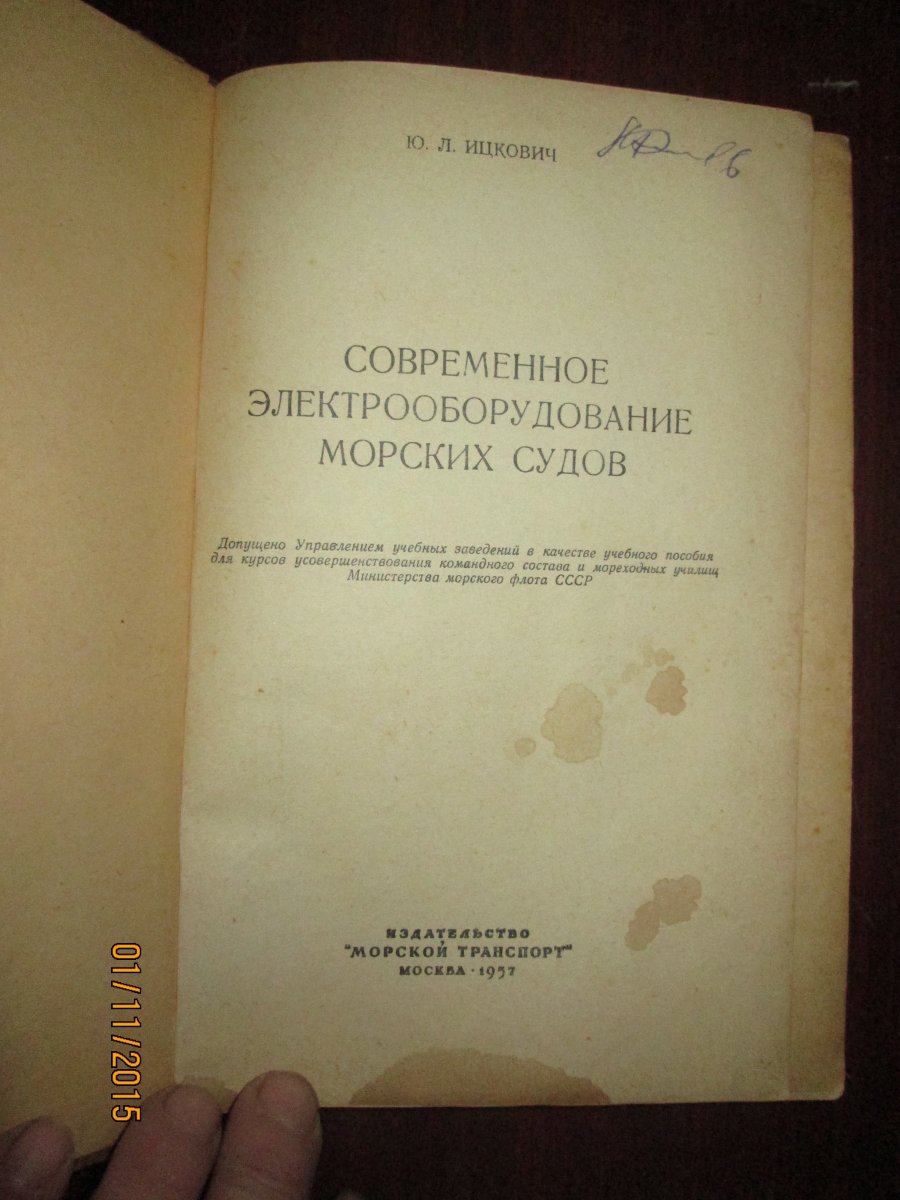 Ю. Л. ИЦКОВИЧ
СОВРЕМЕННОЕ
ЭЛЕКТРООБОРУДОВАНИЕ
МОРСКИХ СУДОВ
Допущено Управлением учебных заведений в качестве учебного пособия
для курсов усовершенствования командного состава и мореходных училищ
Министерства морского флота СССР
ИЗДАТЕЛЬСТВО
"МОРСКОЙ ТРАНСПОРТ"
МОСКВА · 1957
01/11/2015